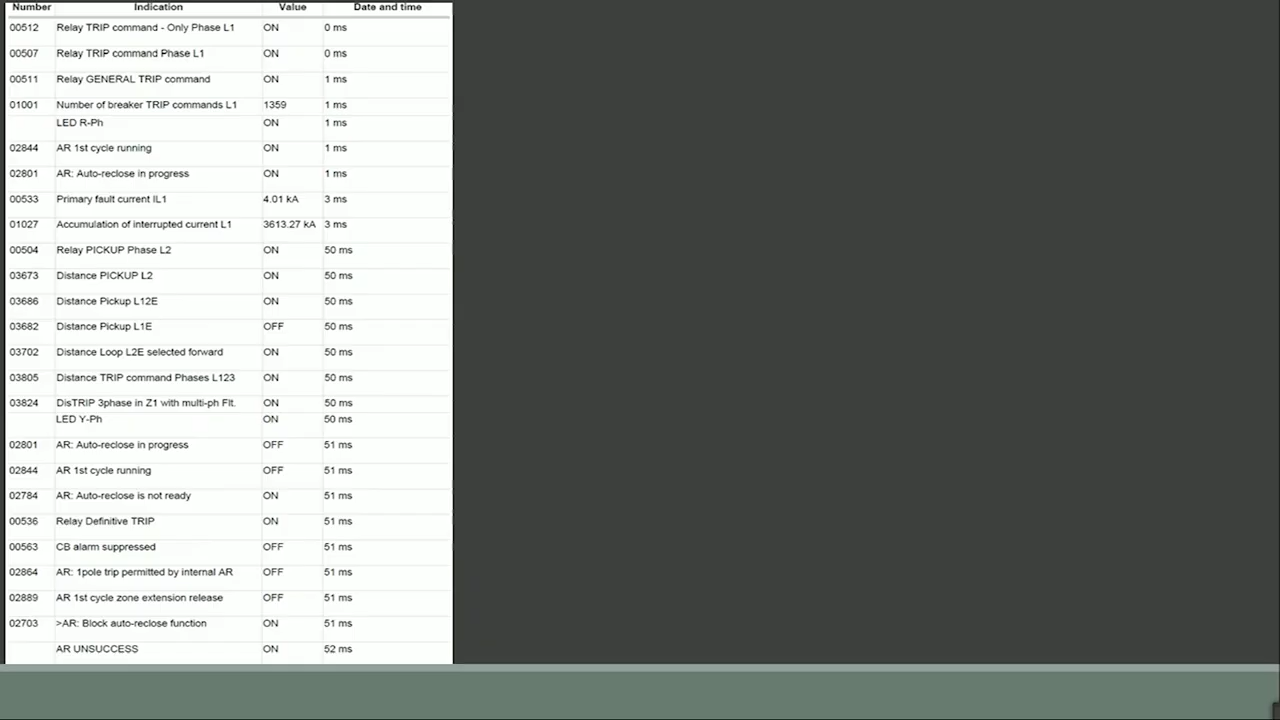 Number Indication Value Date and time
00512 Relay TRIP command - Only Phase L1 ON 0 ms
00507 Relay TRIP command Phase L1 ON 0 ms
00511 Relay GENERAL TRIP command ON 1 ms
01001 Number of breaker TRIP commands L1 1359 1 ms
LED R-Ph ON 1 ms
02844 AR 1st cycle running ON 1 ms
02801 AR: Auto-reclose in progress ON 1 ms
00533 Primary fault current IL1 4.01 kA 3 ms
01027 Accumulation of interrupted current L1 3613.27 kA 3 ms
00504 Relay PICKUP Phase L2 ON 50 ms
03673 Distance PICKUP L2 ON 50 ms
03686 Distance Pickup L12E ON 50 ms
03682 Distance Pickup L1E OFF 50 ms
03702 Distance Loop L2E selected forward ON 50 ms
03805 Distance TRIP command Phases L123 ON 50 ms
03824 DisTRIP 3phase in Z1 with multi-ph Flt. ON 50 ms
LED Y-Ph ON 50 ms
02801 AR: Auto-reclose in progress OFF 51 ms
02844 AR 1st cycle running OFF 51 ms
02784 AR: Auto-reclose is not ready ON 51 ms
00536 Relay Definitive TRIP ON 51 ms
00563 CB alarm suppressed OFF 51 ms
02864 AR: 1pole trip permitted by internal AR OFF 51 ms
02889 AR 1st cycle zone extension release OFF 51 ms
02703 >AR: Block auto-reclose function ON 51 ms
AR UNSUCCESS ON 52 ms